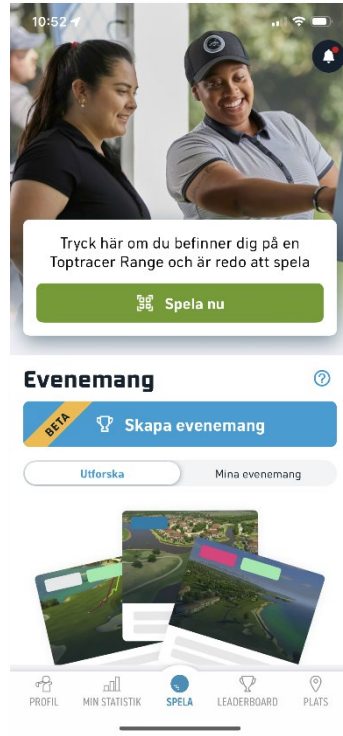 10:52
Tryck här om du befinner dig på en
Toptracer Range och är redo att spela
Spela nu
Evenemang
BETA
Skapa evenemang
Utforska
Mina evenemang
PROFIL
MIN STATISTIK
SPELA
LEADERBOARD
PLATS